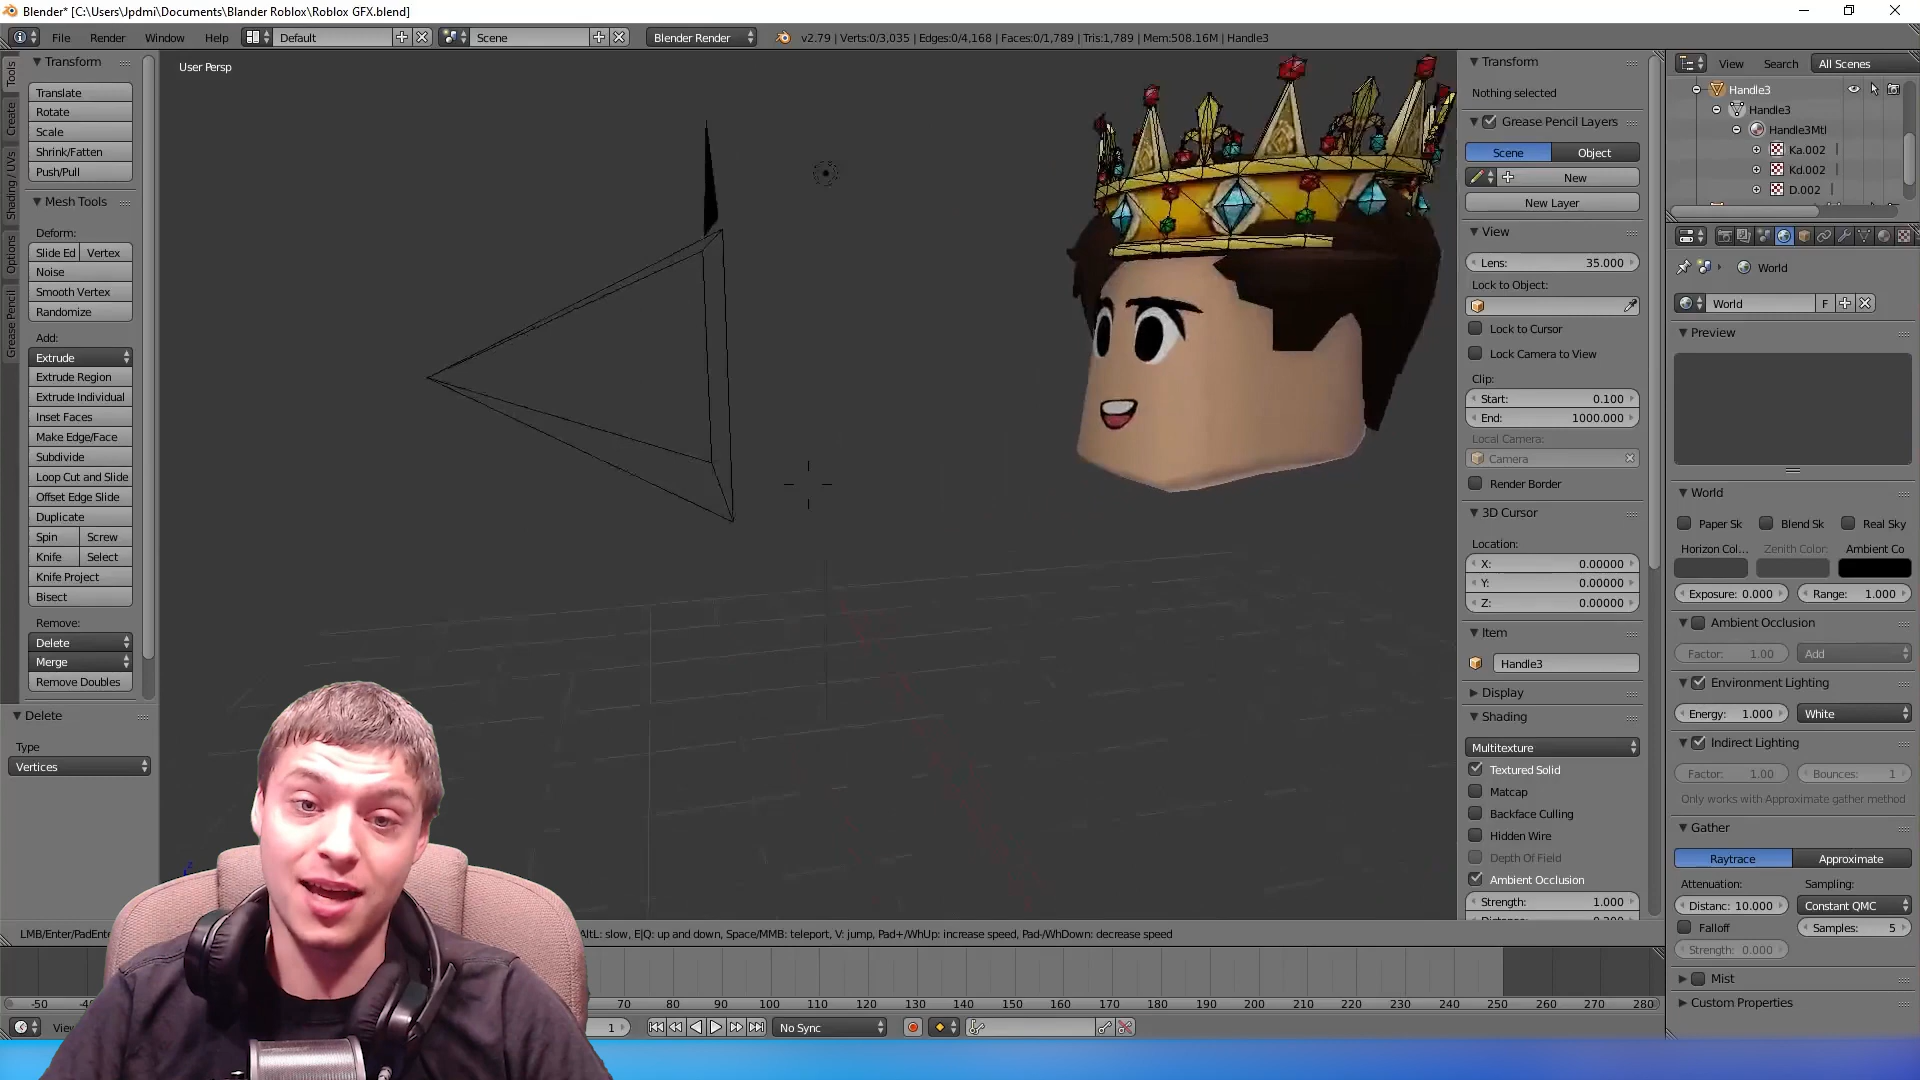 Blender* [C:\Users\Jpdmi\Documents\Blander Roblox\Roblox GFX.blend]
File Render Window Help Default Scene Blender Render v2.79 | Verts:0/3,035 | Edges:0/4,168 | Faces:0/1,789 | Tris:1,789 | Mem:508.16M | Handle3
Tools
Create
Shading / UVs
Options
Grease Pencil
Transform
Translate
Rotate
Scale
Shrink/Fatten
Push/Pull
Mesh Tools
Deform:
Slide Ed Vertex
Noise
Smooth Vertex
Randomize
Add:
Extrude
Extrude Region
Extrude Individual
Inset Faces
Make Edge/Face
Subdivide
Loop Cut and Slide
Offset Edge Slide
Duplicate
Spin Screw
Knife Select
Knife Project
Bisect
Remove:
Delete
Merge
Remove Doubles
Delete
Type
Vertices
User Persp
Transform
Nothing selected
Grease Pencil Layers
Scene Object
New
New Layer
View
Lens: 35.000
Lock to Object:
Lock to Cursor
Lock Camera to View
Clip:
Start: 0.100
End: 1000.000
Local Camera:
Camera
Render Border
3D Cursor
Location:
X: 0.00000
Y: 0.00000
Z: 0.00000
Item
Handle3
Display
Shading
Multitexture
Textured Solid
Matcap
Backface Culling
Hidden Wire
Depth Of Field
Ambient Occlusion
Strength: 1.000
View Search All Scenes
Handle3
Handle3
Handle3Mtl
Ka.002
Kd.002
D.002
World
World F
Preview
World
Paper Sk Blend Sk Real Sky
Horizon Col... Zenith Color: Ambient Co
Exposure: 0.000 Range: 1.000
Ambient Occlusion
Factor: 1.00 Add
Environment Lighting
Energy: 1.000 White
Indirect Lighting
Factor: 1.00 Bounces: 1
Only works with Approximate gather method
Gather
Raytrace Approximate
Attenuation: Sampling:
Distanc: 10.000 Constant QMC
Falloff Samples: 5
Strength: 0.000
Mist
Custom Properties
LMB/Enter/PadEnte AltL: slow, E|Q: up and down, Space/MMB: teleport, V: jump, Pad+/WhUp: increase speed, Pad-/WhDown: decrease speed
-50 70 80 90 100 110 120 130 140 150 160 170 180 190 200 210 220 230 240 250 260 270 280
1 No Sync